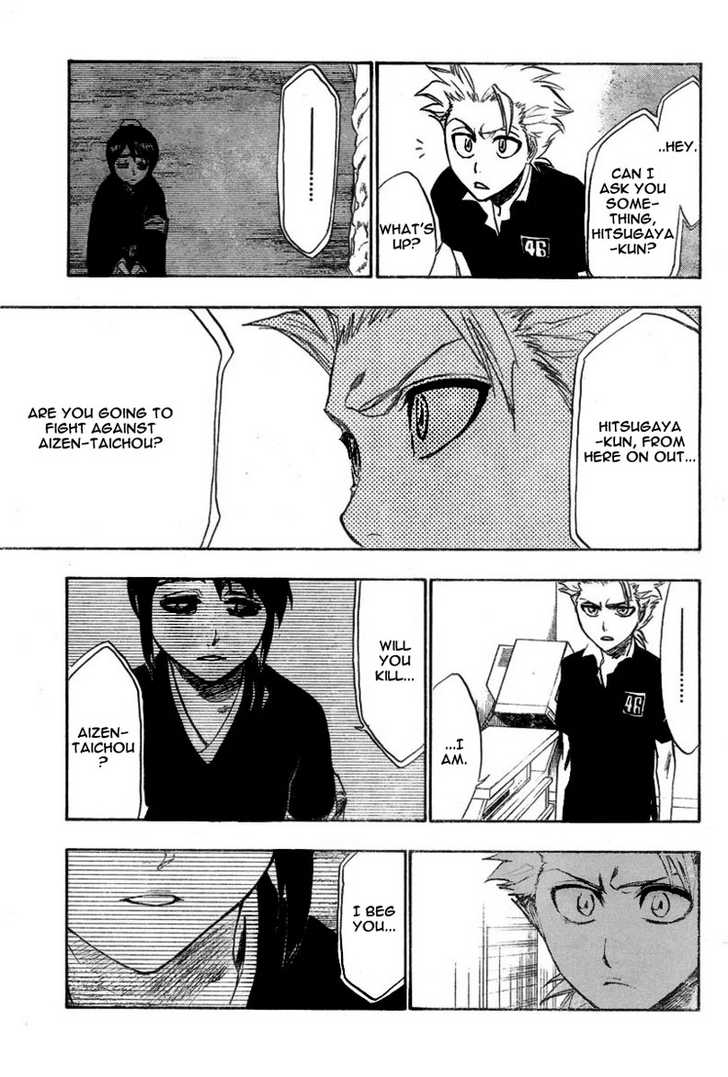 ..HEY.
CAN I
ASK YOU
SOME-
THING,
HITSUGAYA
-KUN?
WHAT'S
UP?
46
.........
HITSUGAYA
-KUN, FROM
HERE ON OUT...
ARE YOU GOING TO
FIGHT AGAINST
AIZEN-TAICHOU?
.........
...I
AM.
46
WILL
YOU
KILL...
AIZEN-
TAICHOU
?
I BEG
YOU...